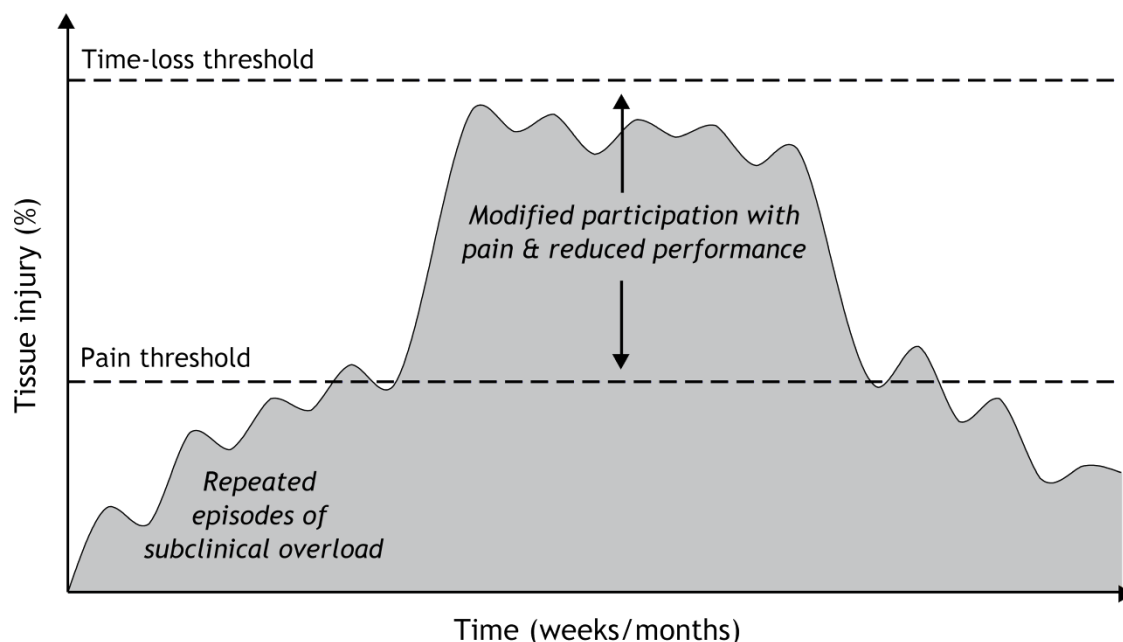 Time-loss threshold
Modified participation with
pain & reduced performance
Pain threshold
Repeated
episodes of
subclinical overload
Tissue injury (%)
Time (weeks/months)